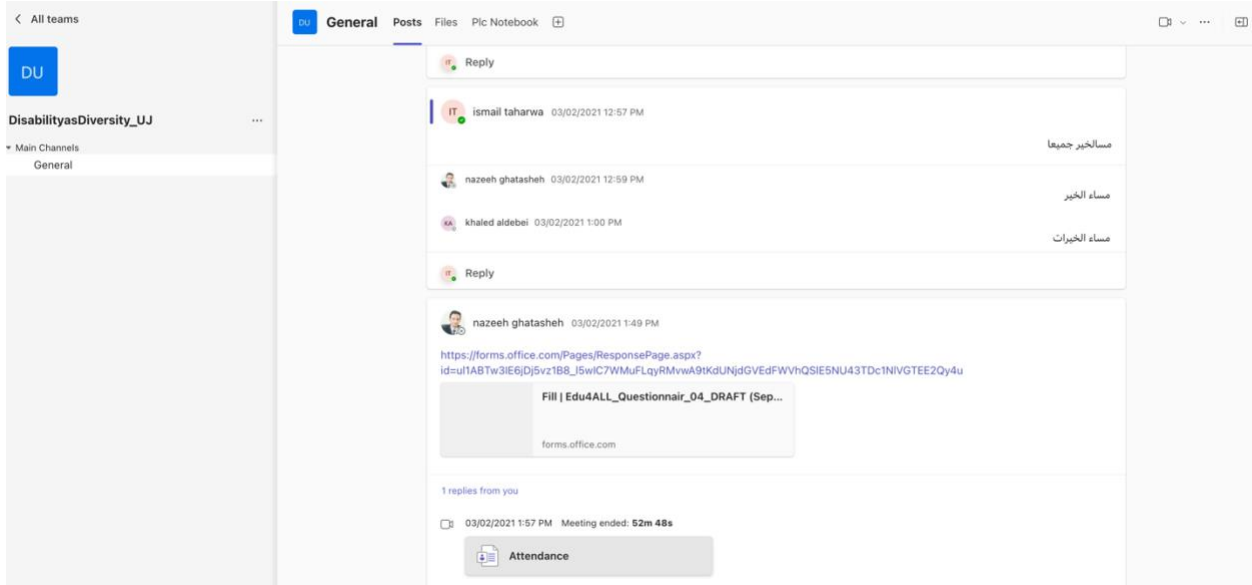 All teams
DU
DisabilityasDiversity_UJ
Main Channels
General
DU General Posts Files Plc Notebook
IT Reply
IT ismail taharwa 03/02/2021 12:57 PM
مسالخير جميعا
nazeeh ghatasheh 03/02/2021 12:59 PM
مساء الخير
KA khaled aldebei 03/02/2021 1:00 PM
مساء الخيرات
IT Reply
nazeeh ghatasheh 03/02/2021 1:49 PM
https://forms.office.com/Pages/ResponsePage.aspx?
id=ul1ABTw3lE6jDj5vz1B8_I5wlC7WMuFLqyRMvwA9tKdUNjdGVEdFWVhQSlE5NU43TDc1NlVGTEE2Qy4u
Fill | Edu4ALL_Questionnair_04_DRAFT (Sep...
forms.office.com
1 replies from you
03/02/2021 1:57 PM Meeting ended: 52m 48s
Attendance